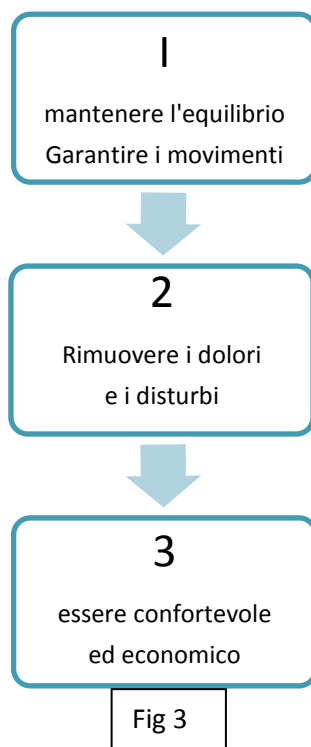 I
mantenere l'equilibrio
Garantire i movimenti
2
Rimuovere i dolori
e i disturbi
3
essere confortevole
ed economico
Fig 3